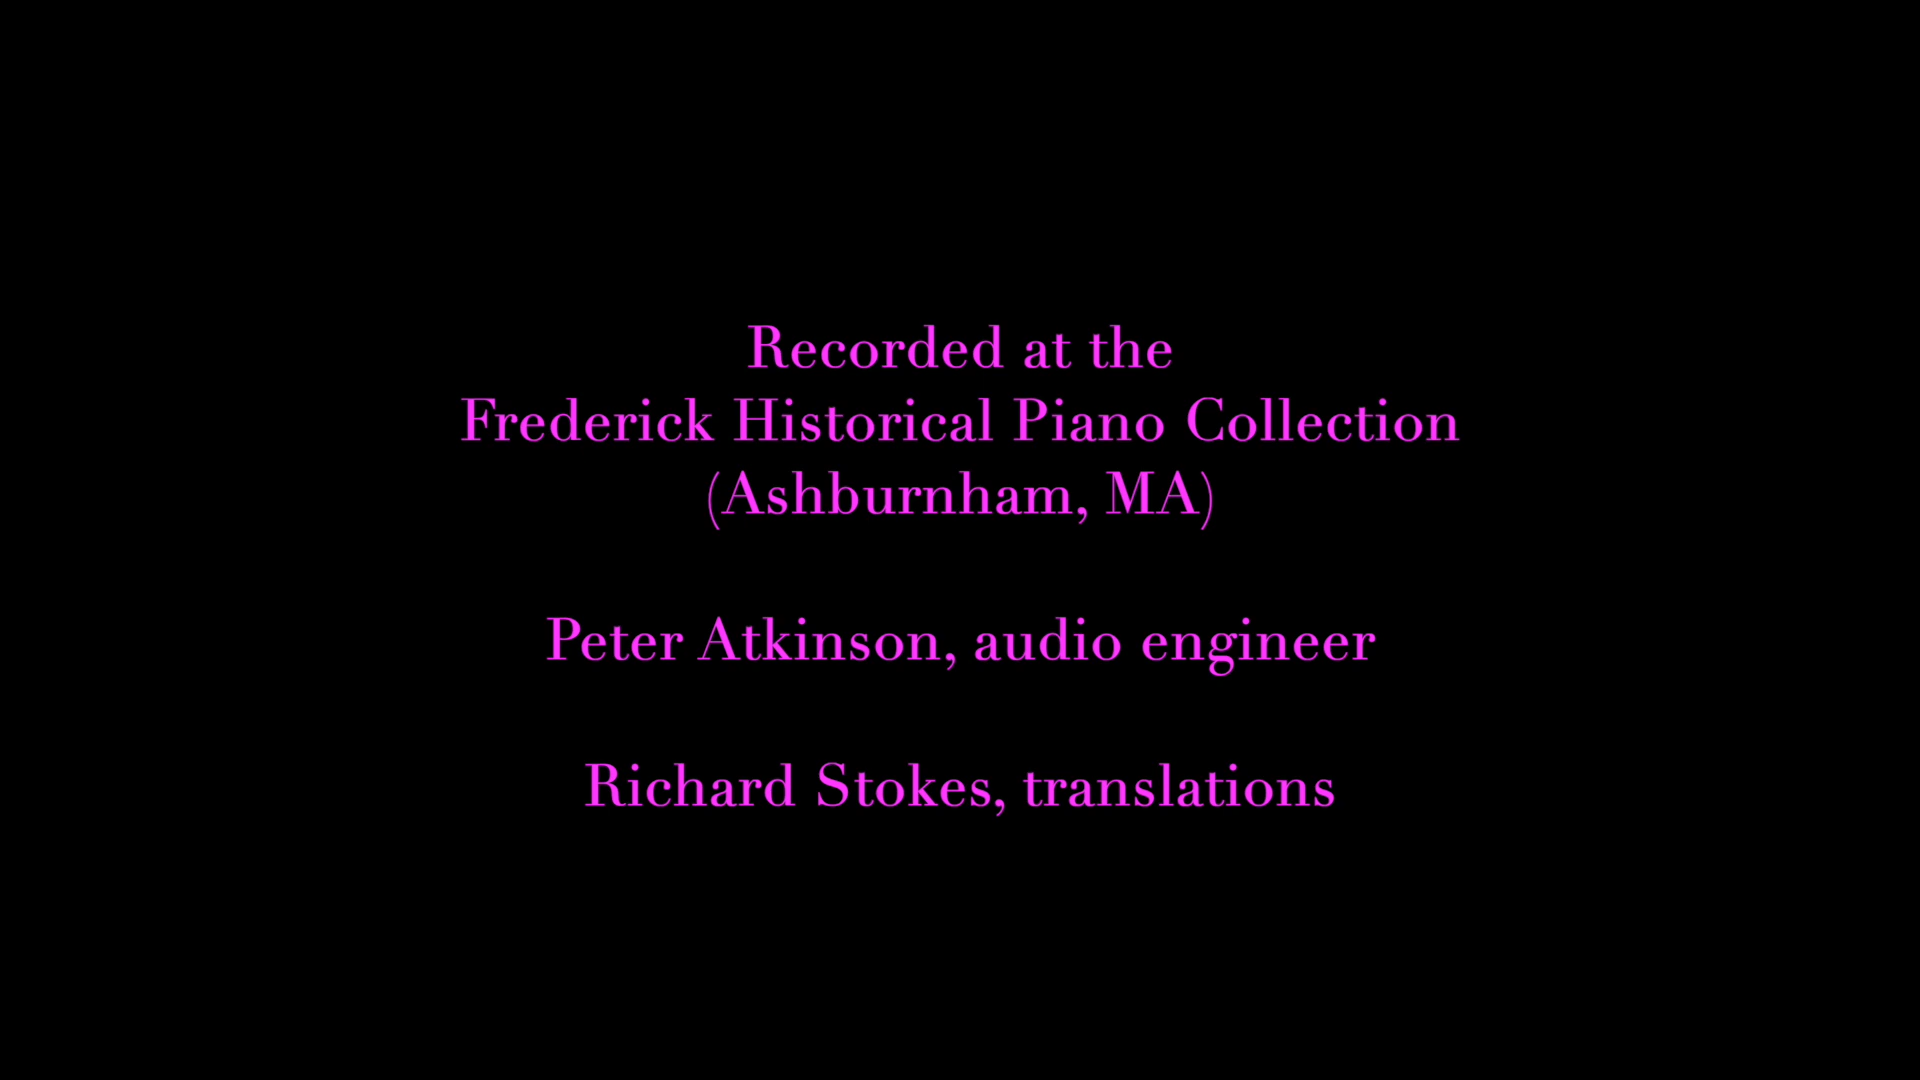 Recorded at the
Frederick Historical Piano Collection
(Ashburnham, MA)
Peter Atkinson, audio engineer
Richard Stokes, translations